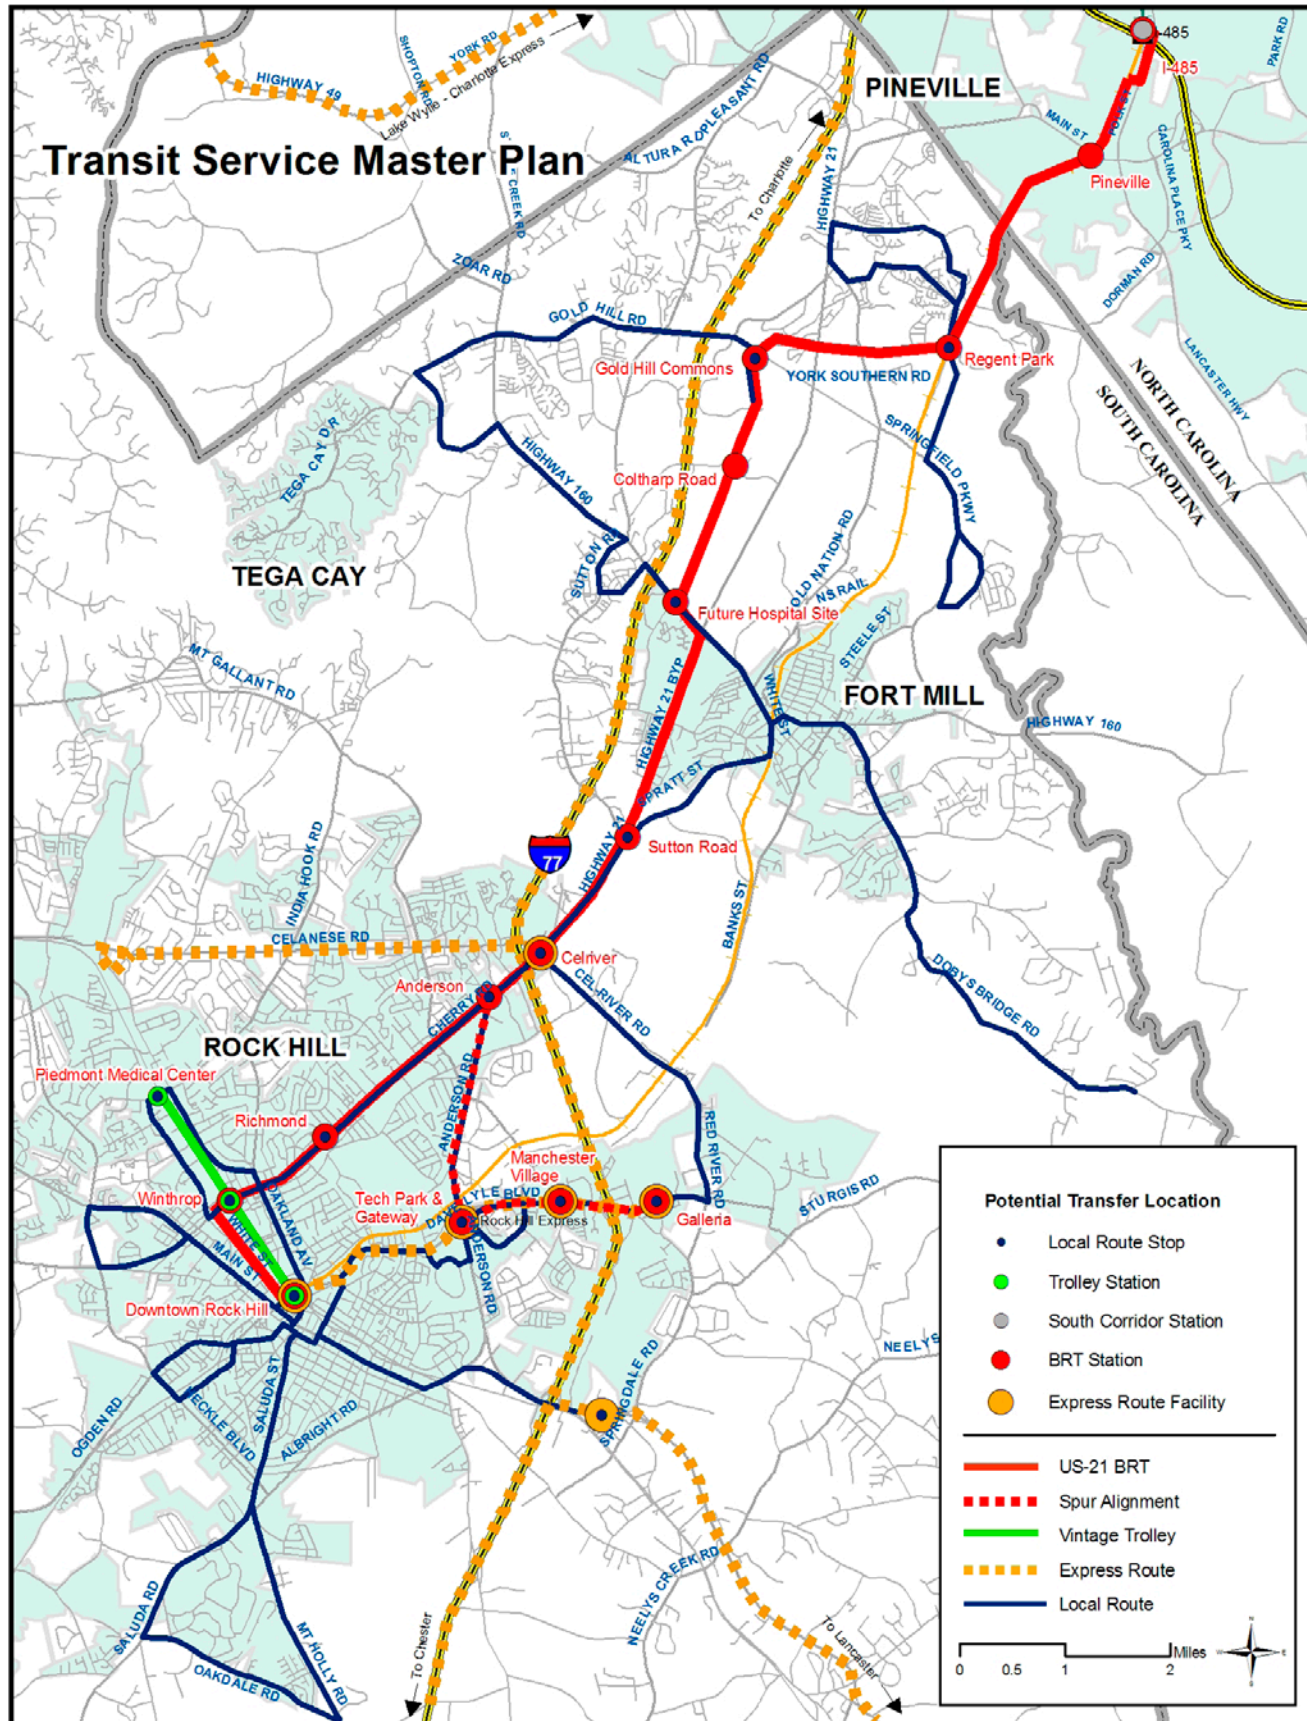 Transit Service Master Plan
HIGHWAY 49
SHOPTON RD
YORK RD
Lake Wylie - Charlotte Express
PLEASANT RD
ALTURA RD
CREEK RD
ZOAR RD
To Charlotte
HIGHWAY 21
PINEVILLE
I-485
PARK RD
MAIN ST
POLK ST
CAROLINA PLACE PKY
Pineville
DORMAN RD
LANCASTER HWY
NORTH CAROLINA
SOUTH CAROLINA
GOLD HILL RD
Gold Hill Commons
YORK SOUTHERN RD
Regent Park
SPRINGFIELD PKWY
TEGA CAY DR
HIGHWAY 160
Coltharp Road
SUTTON RD
OLD NATION RD
NS RAIL
TEGA CAY
Future Hospital Site
STEELE ST
MT GALLANT RD
HIGHWAY 21 BYP
WHITE ST
FORT MILL
HIGHWAY 160
SPRATT ST
HIGHWAY 21
Sutton Road
77
INDIA HOOK RD
CELANESE RD
BANKS ST
Celriver
CEL-RIVER RD
DOBYS BRIDGE RD
Anderson
CHERRY RD
ROCK HILL
Piedmont Medical Center
Richmond
ANDERSON RD
RED RIVER RD
Manchester
Village
Winthrop
OAKLAND AV
Tech Park &
Gateway
DAVE LYLE BLVD
Rock Hill Express
Galleria
STURGIS RD
WHITE ST
MAIN ST
ANDERSON RD
Downtown Rock Hill
NEELYS
SPRINGDALE RD
OGDEN RD
HECKLE BLVD
SALUDA ST
ALBRIGHT RD
NEELYS CREEK RD
SALUDA RD
OAKDALE RD
MT HOLLY RD
To Chester
To Lancaster
Potential Transfer Location
Local Route Stop
Trolley Station
South Corridor Station
BRT Station
Express Route Facility
US-21 BRT
Spur Alignment
Vintage Trolley
Express Route
Local Route
Miles
0 0.5 1 2
N
W E
S